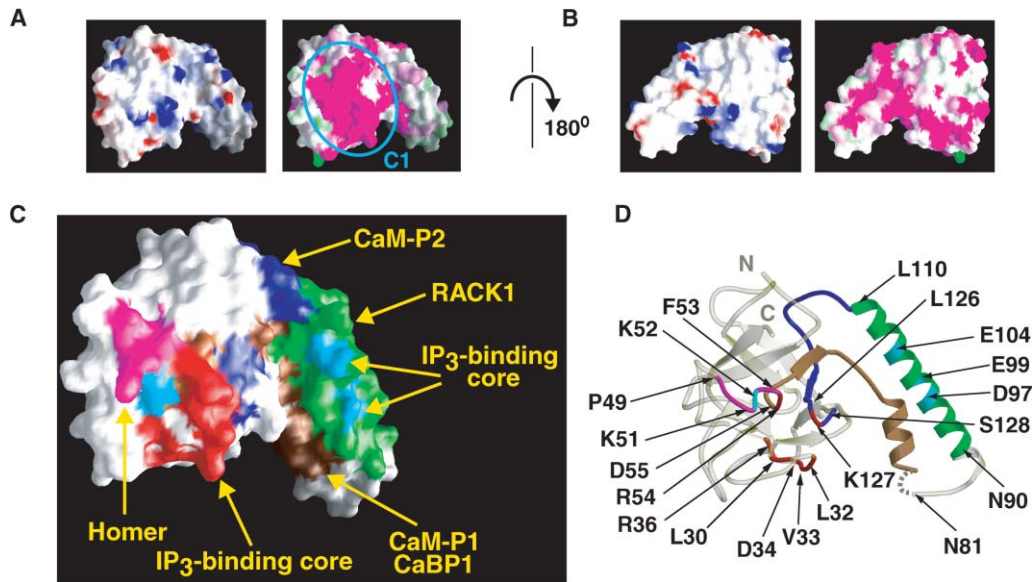 A
B
C1
180⁰
C
D
CaM-P2
RACK1
IP₃-binding
core
Homer
IP₃-binding core
CaM-P1
CaBP1
N
C
L110
L126
F53
K52
E104
E99
D97
P49
S128
K51
D55
K127
R54
N90
R36
L32
L30
V33
D34
N81